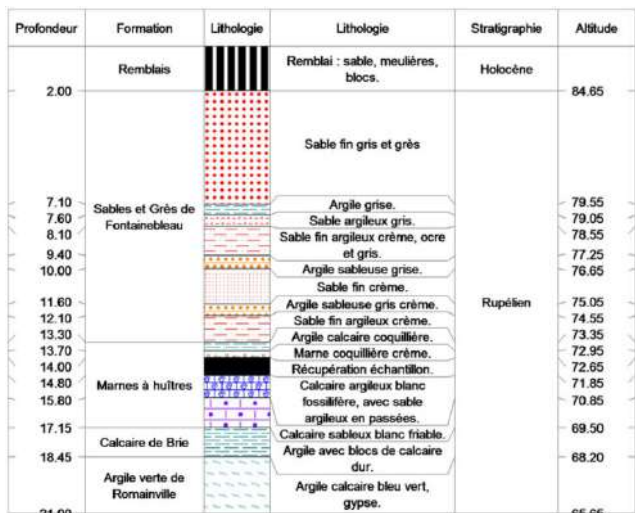 Profondeur Formation Lithologie Lithologie Stratigraphie Altitude
Remblais
Remblai : sable, meulières,
blocs.
Holocène
2.00 84.65
Sable fin gris et grès
Sables et Grès de
Fontainebleau
7.10 Argile grise. 79.55
7.60 Sable argileux gris. 79.05
8.10 Sable fin argileux crème, ocre 78.55
et gris.
9.40 77.25
10.00 Argile sableuse grise. 76.65
Sable fin crème.
11.60 Argile sableuse gris crème. 75.05
12.10 Sable fin argileux crème. 74.55
13.30 Argile calcaire coquillière. 73.35
13.70 Marne coquillière crème. 72.95
14.00 Récupération échantillon. 72.65
Rupélien
Marnes à huîtres
14.80 Calcaire argileux blanc 71.85
15.80 fossilifére, avec sable 70.85
argileux en passées.
17.15 Calcaire sableux blanc friable. 69.50
Calcaire de Brie
Argile avec blocs de calcaire
dur.
18.45 68.20
Argile verte de
Romainville
Argile calcaire bleu vert,
gypse.